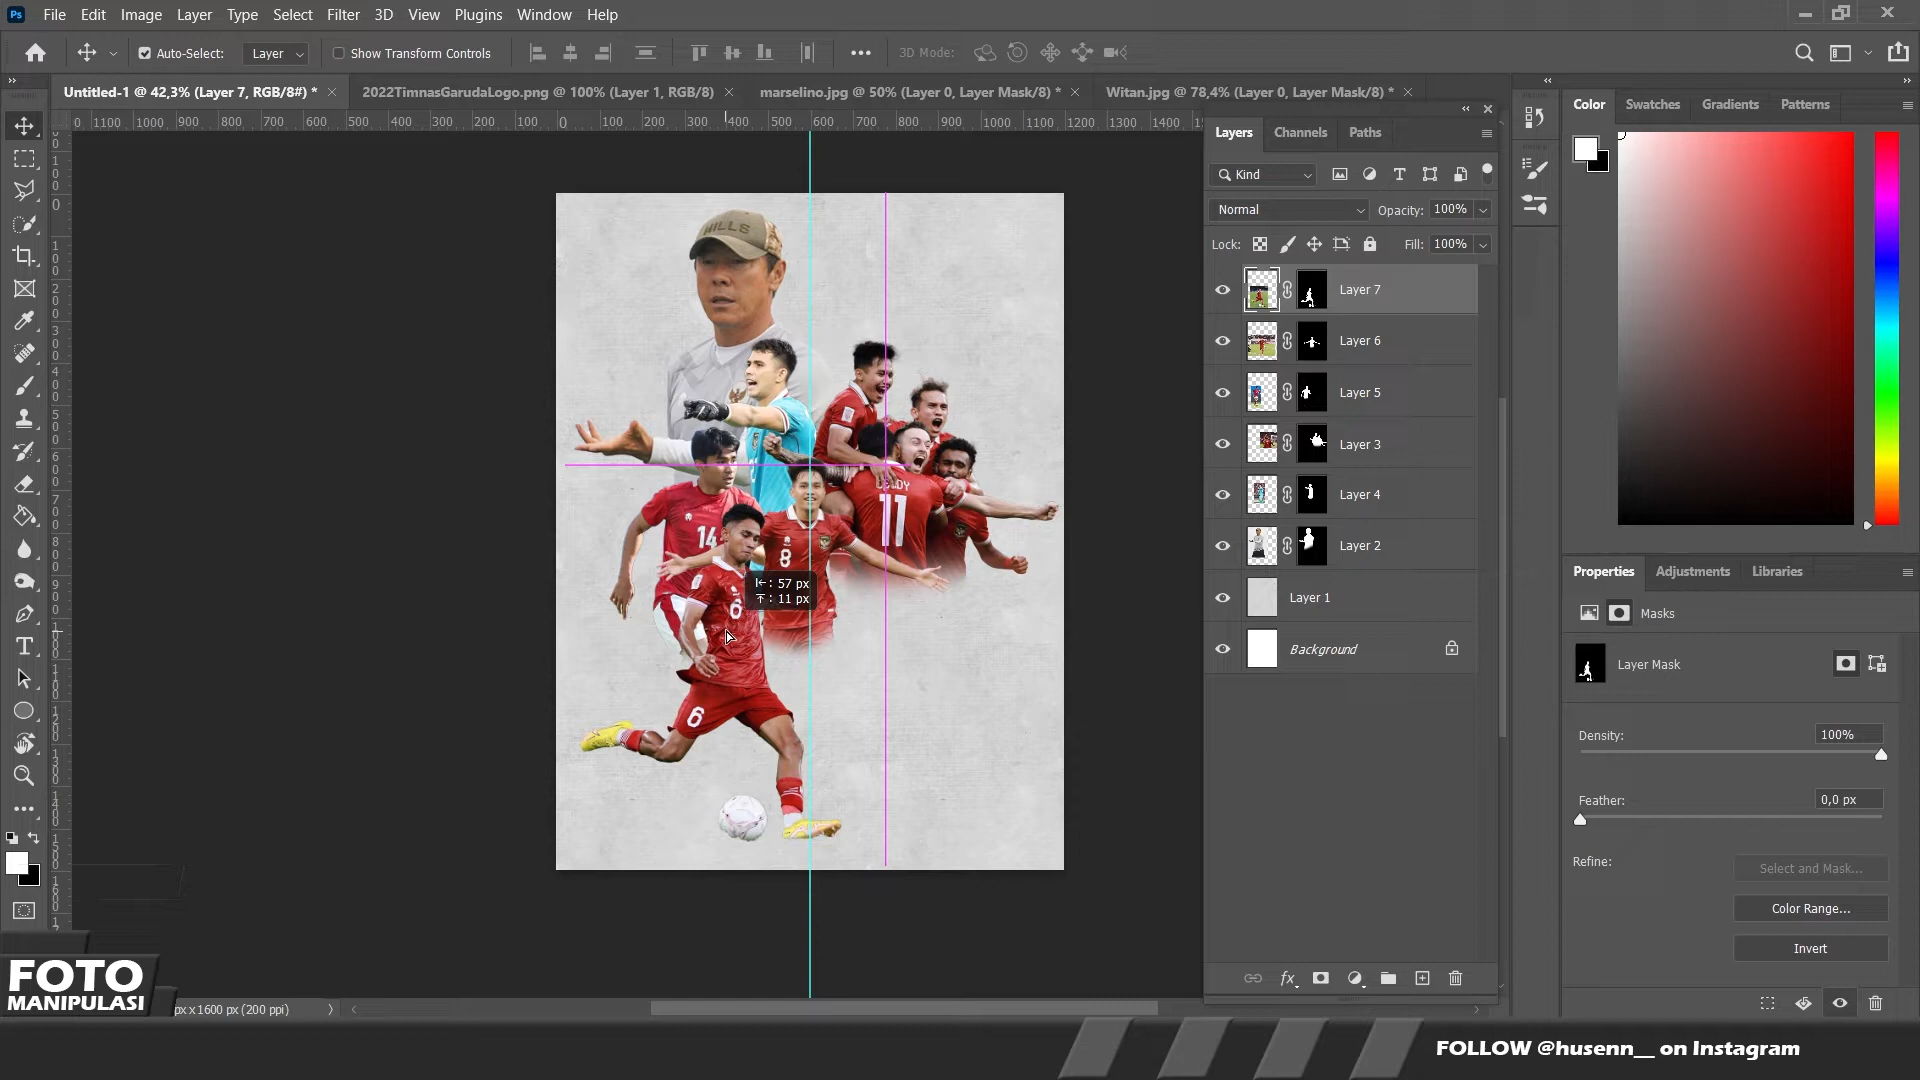 Ps File Edit Image Layer Type Select Filter 3D View Plugins Window Help
Auto-Select: Layer Show Transform Controls 3D Mode:
Untitled-1 @ 42,3% (Layer 7, RGB/8#) * 2022TimnasGarudaLogo.png @ 100% (Layer 1, RGB/8) marselino.jpg @ 50% (Layer 0, Layer Mask/8) * Witan.jpg @ 78,4% (Layer 0, Layer Mask/8) *
0 1100 1000 900 800 700 600 500 400 300 200 100 0 100 200 300 400 500 600 700 800 900 1000 1100 1200 1300 1400
Layers Channels Paths
Kind
Normal Opacity: 100%
Lock: Fill: 100%
Layer 7
Layer 6
Layer 5
Layer 3
Layer 4
Layer 2
Layer 1
Background
fx
HILLS
14
11
8
6
6
: 57 px
: 11 px
Color Swatches Gradients Patterns
Properties Adjustments Libraries
Masks
Layer Mask
Density: 100%
Feather: 0,0 px
Refine: Select and Mask...
Color Range...
Invert
FOTO
MANIPULASI
px x 1600 px (200 ppi)
FOLLOW @husenn__ on Instagram